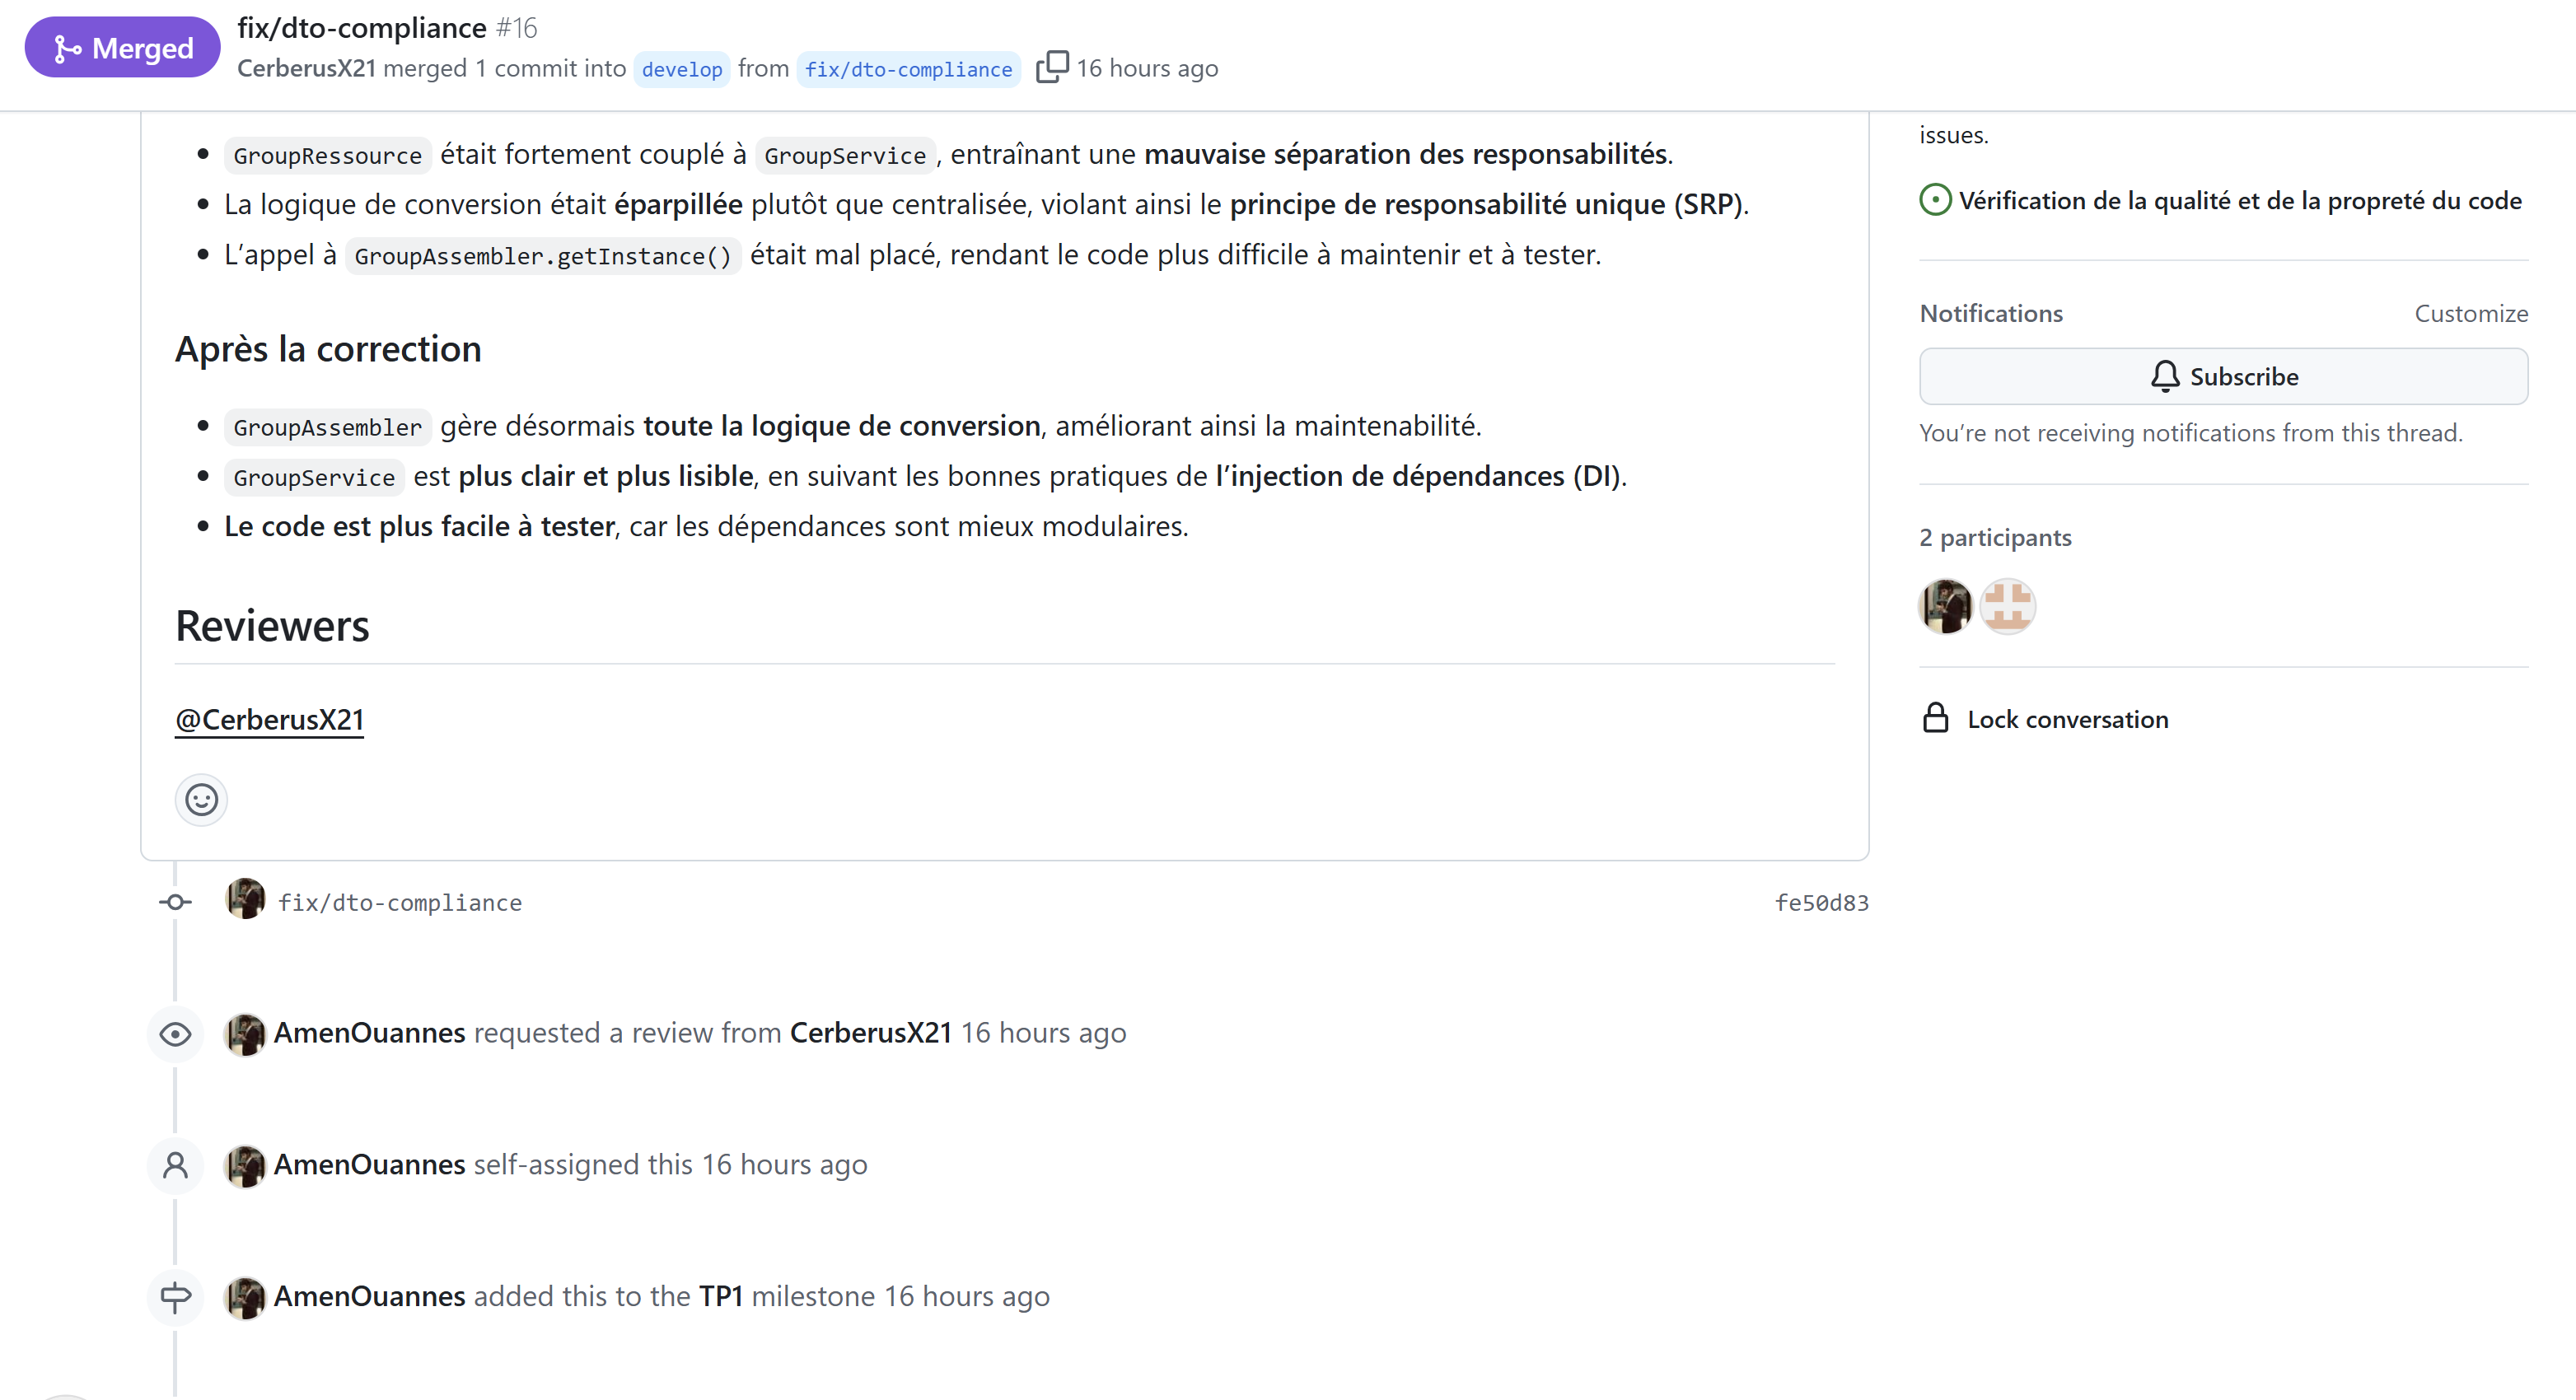 Merged
fix/dto-compliance #16
CerberusX21 merged 1 commit into develop from fix/dto-compliance 16 hours ago
GroupRessource était fortement couplé à GroupService, entraînant une mauvaise séparation des responsabilités.
La logique de conversion était éparpillée plutôt que centralisée, violant ainsi le principe de responsabilité unique (SRP).
L’appel à GroupAssembler.getInstance() était mal placé, rendant le code plus difficile à maintenir et à tester.
Après la correction
GroupAssembler gère désormais toute la logique de conversion, améliorant ainsi la maintenabilité.
GroupService est plus clair et plus lisible, en suivant les bonnes pratiques de l’injection de dépendances (DI).
Le code est plus facile à tester, car les dépendances sont mieux modulaires.
Reviewers
@CerberusX21
fix/dto-compliance fe50d83
AmenOuannes requested a review from CerberusX21 16 hours ago
AmenOuannes self-assigned this 16 hours ago
AmenOuannes added this to the TP1 milestone 16 hours ago
issues.
Vérification de la qualité et de la propreté du code
Notifications Customize
Subscribe
You’re not receiving notifications from this thread.
2 participants
Lock conversation